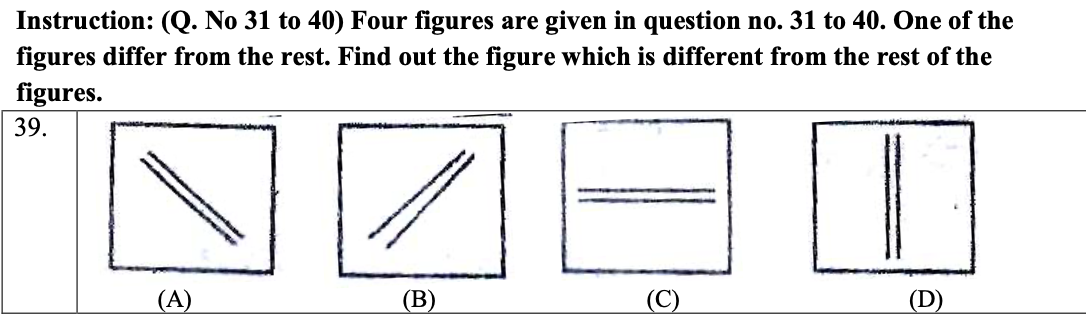 Instruction: (Q. No 31 to 40) Four figures are given in question no. 31 to 40. One of the
figures differ from the rest. Find out the figure which is different from the rest of the
figures.
39.
(A) (B) (C) (D)